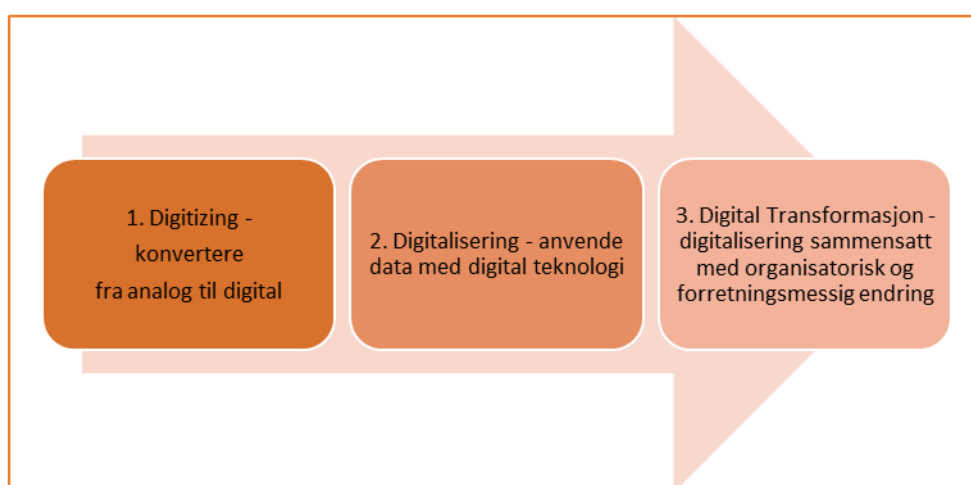 1. Digitizing -
konvertere
fra analog til digital
2. Digitalisering - anvende
data med digital teknologi
3. Digital Transformasjon -
digitalisering sammensatt
med organisatorisk og
forretningsmessig endring